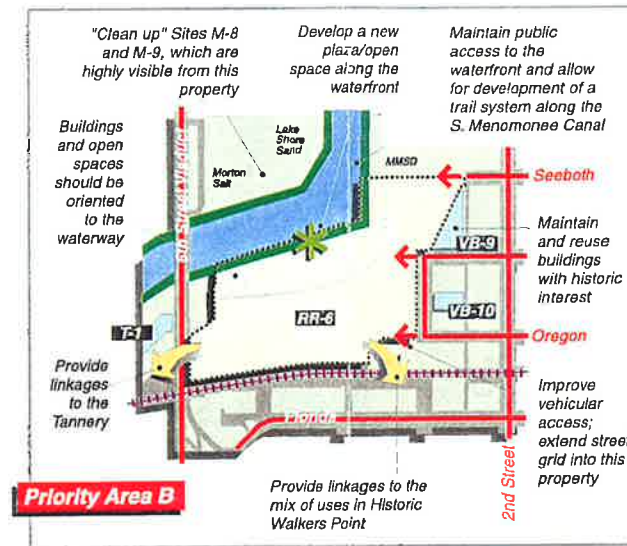 "Clean up" Sites M-8
and M-9, which are
highly visible from this
property
Develop a new
plaza/open
space along the
waterfront
Maintain public
access to the
waterfront and allow
for development of a
trail system along the
S. Menomonee Canal
Buildings
and open
spaces
should be
oriented
to the
waterway
Lake
Shore
Sand
Morton
Salt
MMSD
6th Street Viaduct
Seeboth
VB-9
Maintain
and reuse
buildings
with historic
interest
VB-10
RR-6
T-1
Oregon
Provide
linkages
to the
Tannery
Improve
vehicular
access;
extend street
grid into this
property
Florida
2nd Street
Priority Area B
Provide linkages to the
mix of uses in Historic
Walkers Point